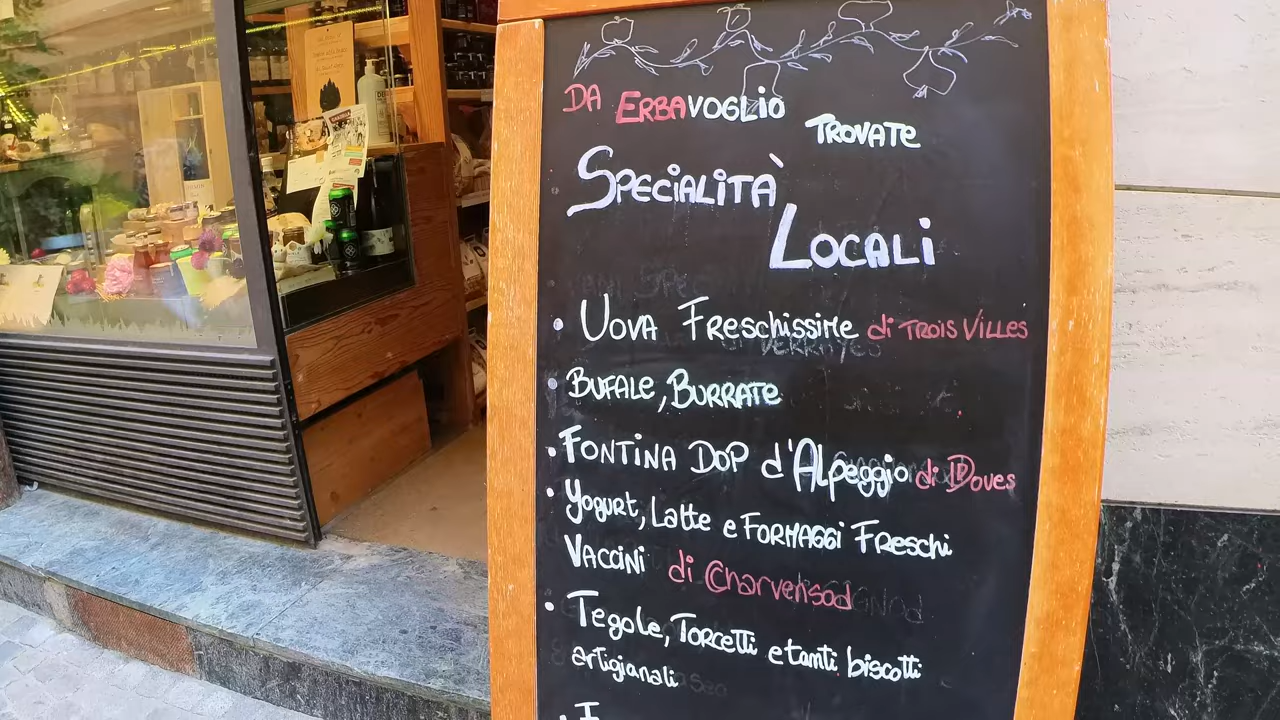 DA ERBAVOGLIO
TROVATE
SPECIALITÀ
LOCALI
• UOVA FRESCHISSIME di TROIS VILLES
• BUFALE, BURRATE
• FONTINA DOP d'Alpeggio di Doves
• Yogurt, Latte e FORMAGGI FRESCHI
VACCINI di Charvensod
• Tegole, Torcetti e tanti biscotti
artigianali